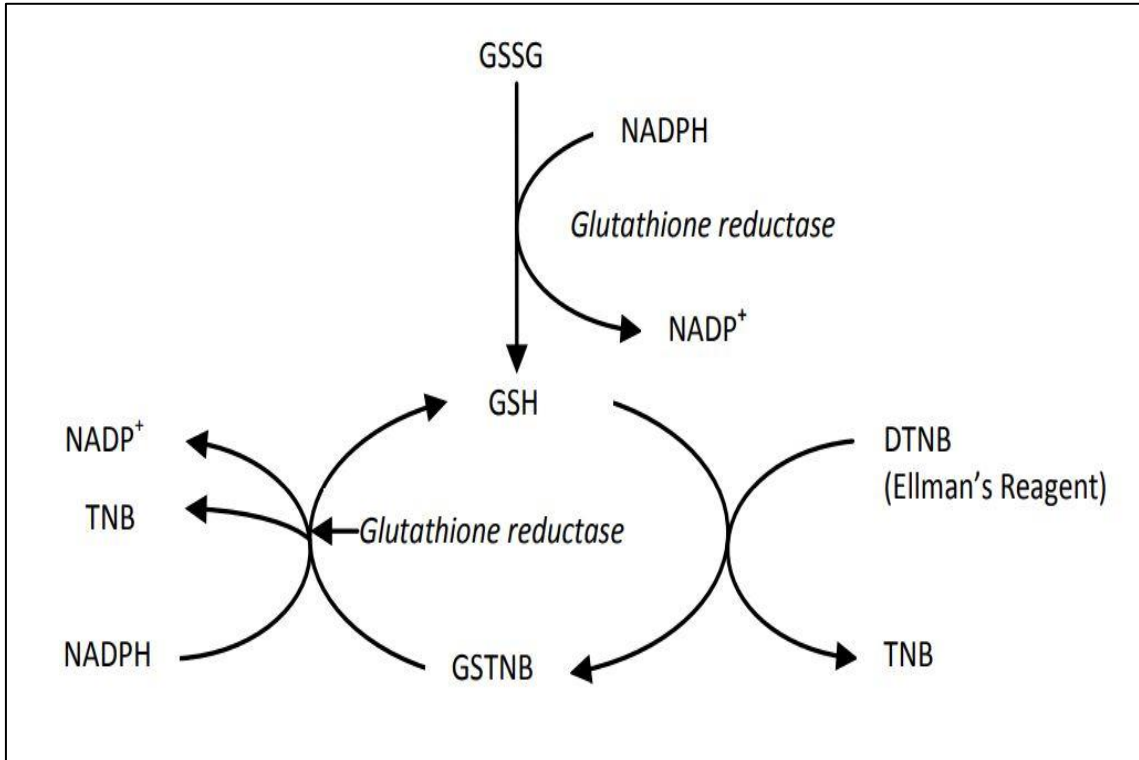 GSSG
NADPH
Glutathione reductase
NADP⁺
GSH
NADP⁺
DTNB
(Ellman’s Reagent)
TNB
Glutathione reductase
NADPH
GSTNB
TNB